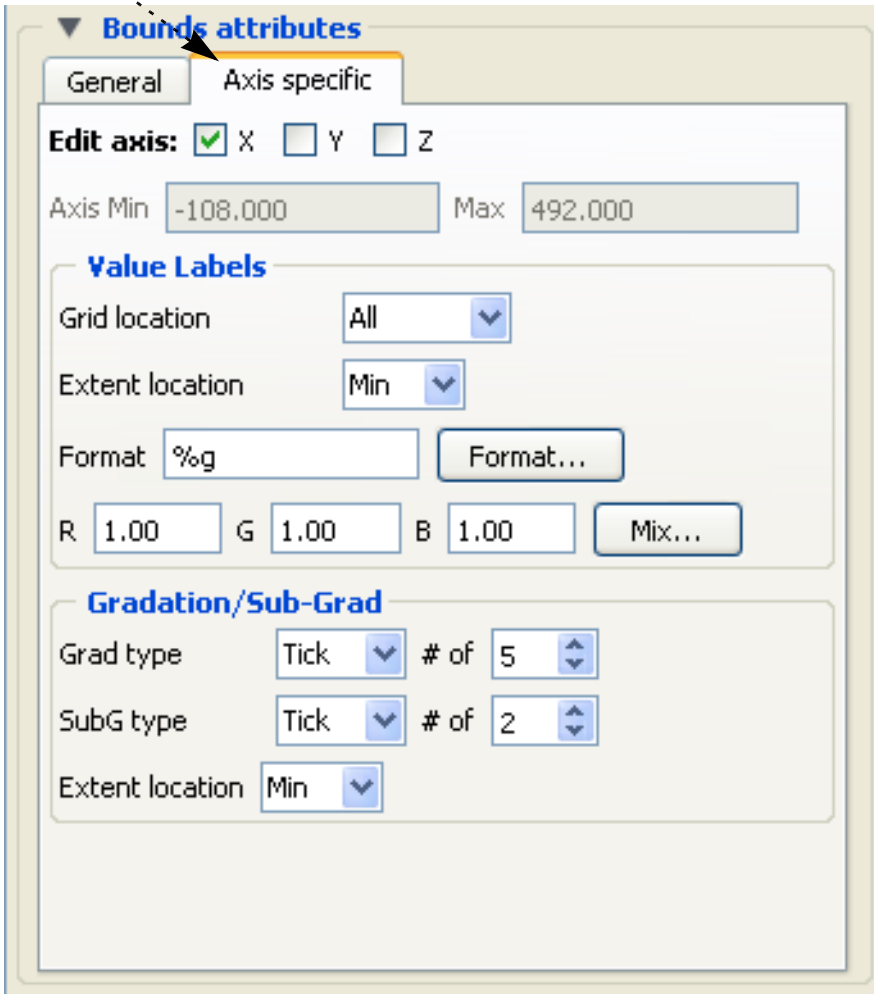 Bounds attributes
General Axis specific
Edit axis: X Y Z
Axis Min -108.000 Max 492.000
Value Labels
Grid location All
Extent location Min
Format %g Format...
R 1.00 G 1.00 B 1.00 Mix...
Gradation/Sub-Grad
Grad type Tick # of 5
SubG type Tick # of 2
Extent location Min